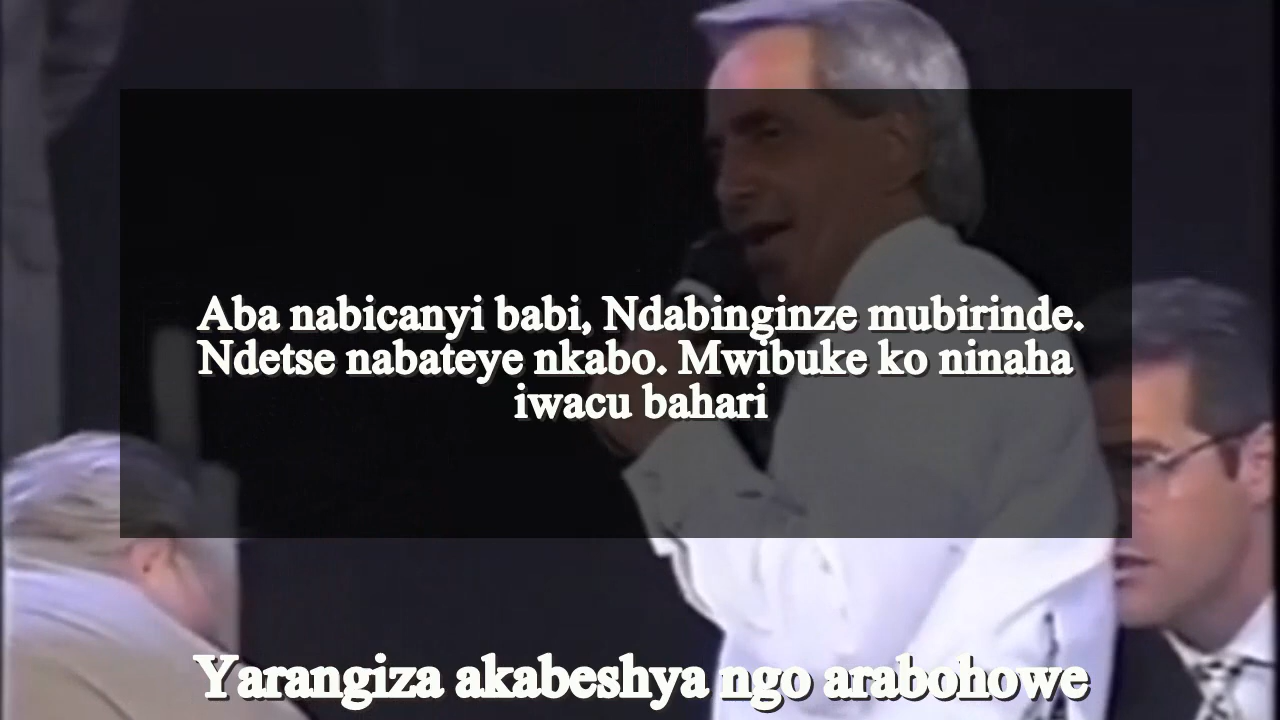 Aba nabicanyi babi, Ndabinginze mubirinde.
Ndetse nabateye nkabo. Mwibuke ko ninaha
iwacu bahari
Yarangiza akabeshya ngo arabohowe